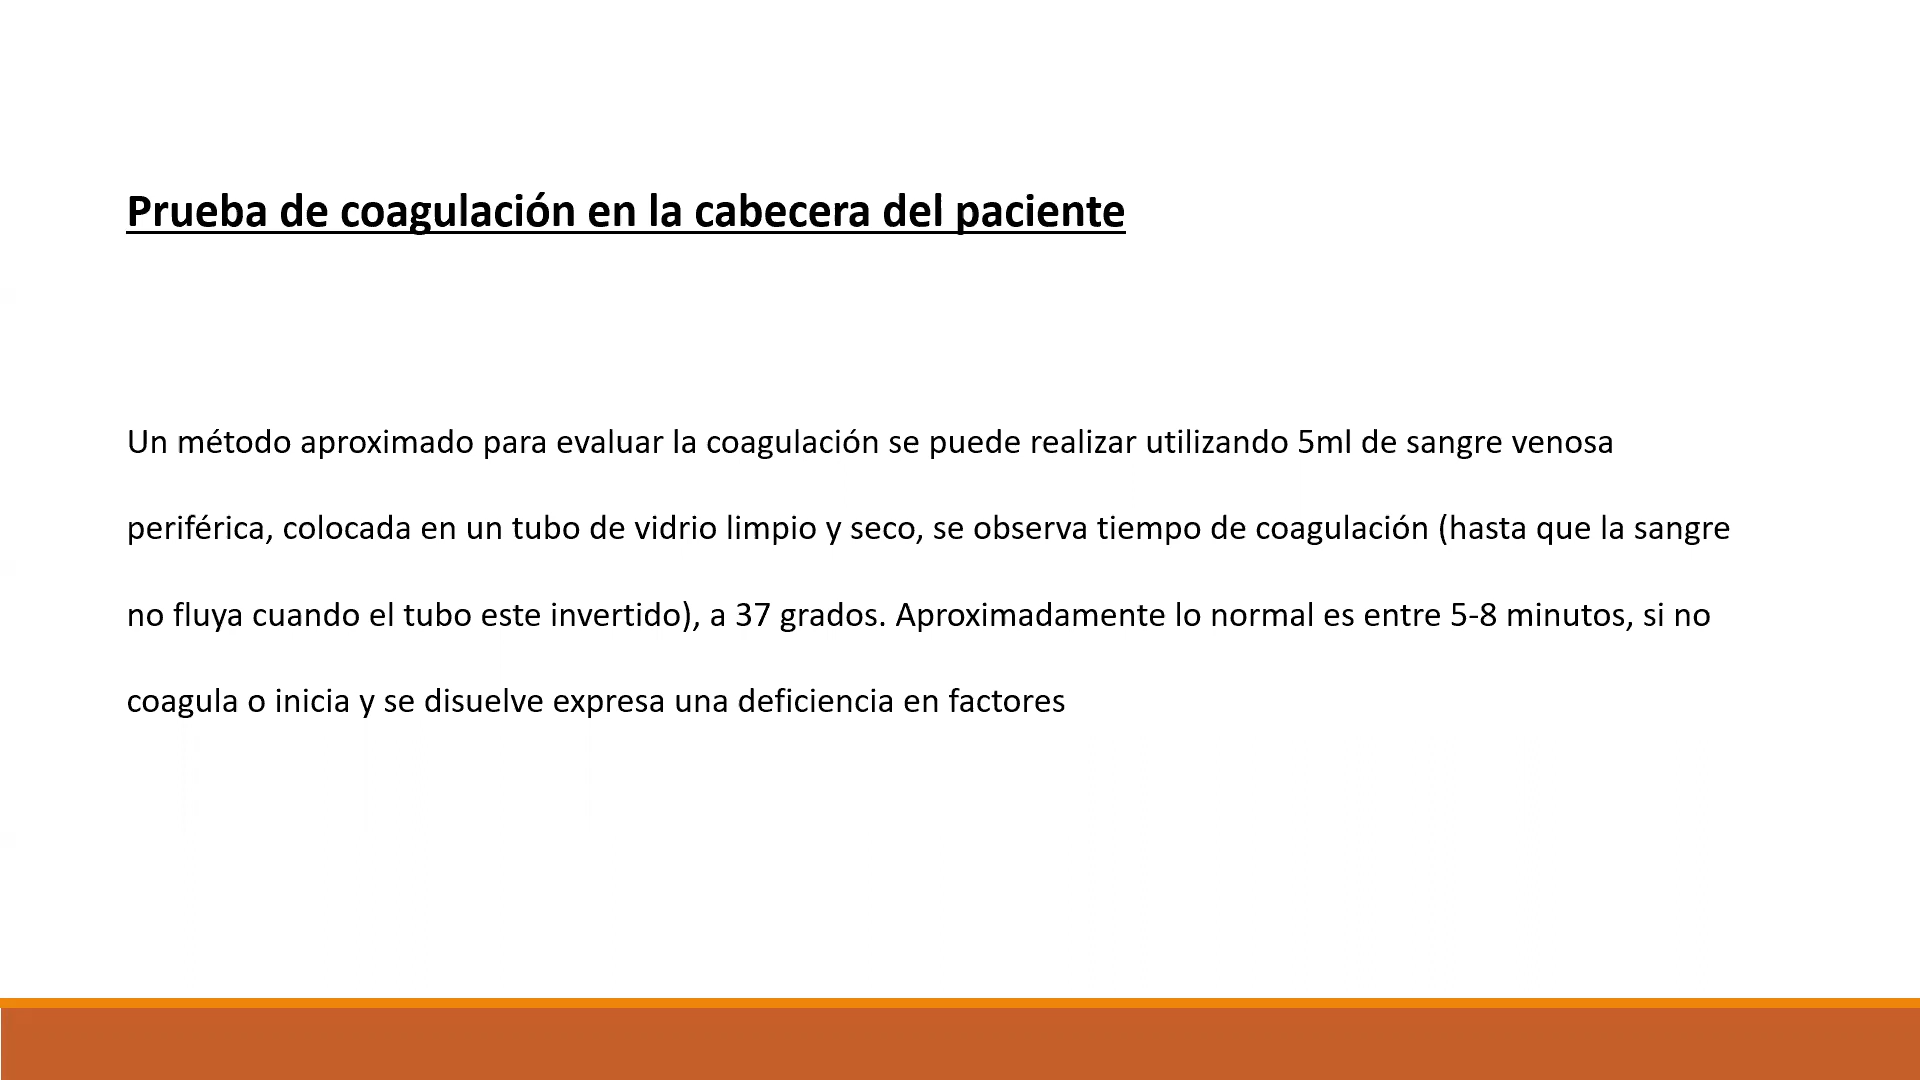 Prueba de coagulación en la cabecera del paciente
Un método aproximado para evaluar la coagulación se puede realizar utilizando 5ml de sangre venosa
periférica, colocada en un tubo de vidrio limpio y seco, se observa tiempo de coagulación (hasta que la sangre
no fluya cuando el tubo este invertido), a 37 grados. Aproximadamente lo normal es entre 5-8 minutos, si no
coagula o inicia y se disuelve expresa una deficiencia en factores